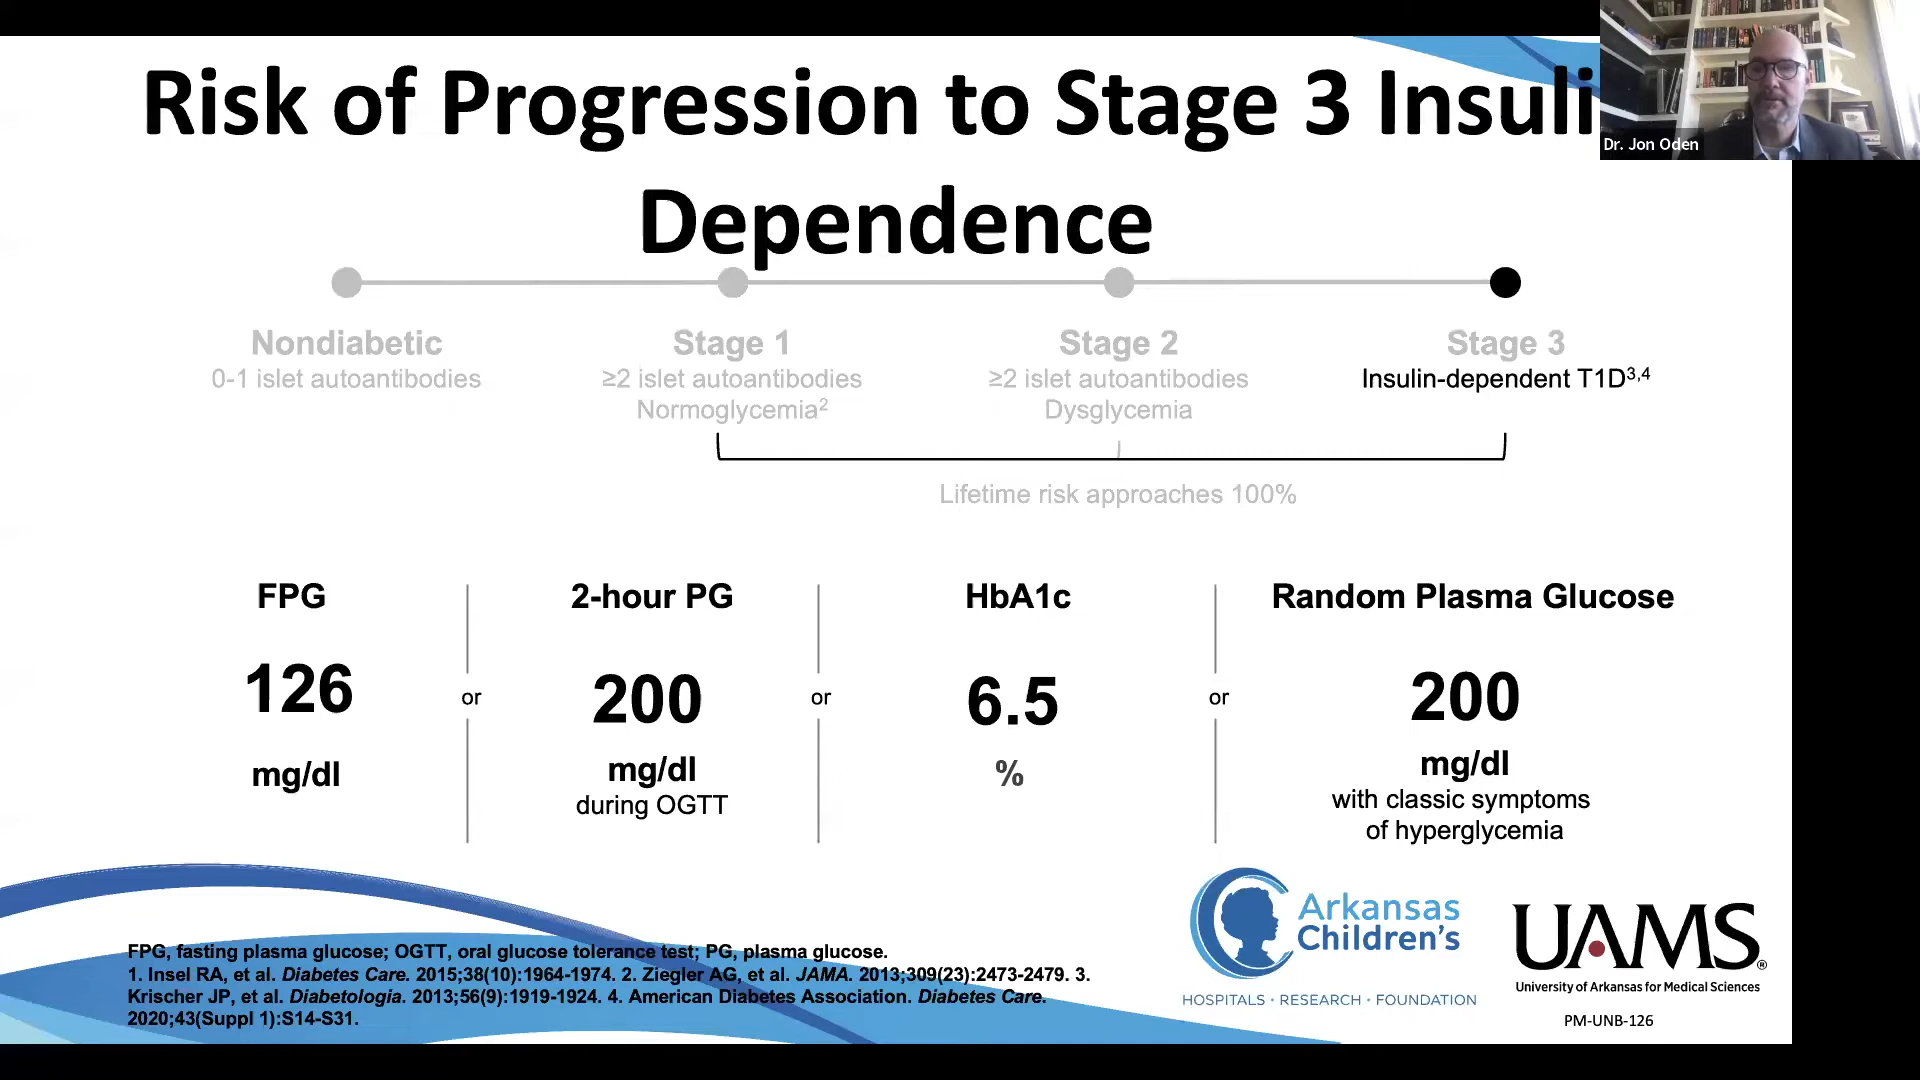 Risk of Progression to Stage 3 Insuli
Dependence
Dr. Jon Oden
Nondiabetic
0-1 islet autoantibodies
Stage 1
≥2 islet autoantibodies
Normoglycemia²
Stage 2
≥2 islet autoantibodies
Dysglycemia
Stage 3
Insulin-dependent T1D³,⁴
Lifetime risk approaches 100%
FPG
126
mg/dl
or
2-hour PG
200
mg/dl
during OGTT
or
HbA1c
6.5
%
or
Random Plasma Glucose
200
mg/dl
with classic symptoms
of hyperglycemia
FPG, fasting plasma glucose; OGTT, oral glucose tolerance test; PG, plasma glucose.
1. Insel RA, et al. Diabetes Care. 2015;38(10):1964-1974. 2. Ziegler AG, et al. JAMA. 2013;309(23):2473-2479. 3.
Krischer JP, et al. Diabetologia. 2013;56(9):1919-1924. 4. American Diabetes Association. Diabetes Care.
2020;43(Suppl 1):S14-S31.
Arkansas
Children's
HOSPITALS · RESEARCH · FOUNDATION
UAMS®
University of Arkansas for Medical Sciences
PM-UNB-126